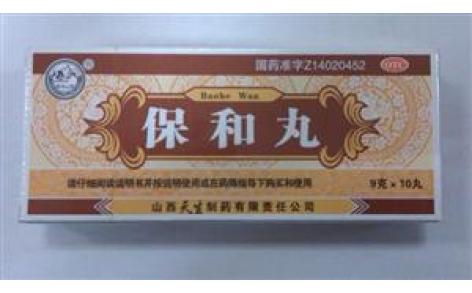 国药准字Z14020452
OTC
Baohe Wan
保和丸
请仔细阅读说明书并按说明使用或在药师指导下购买和使用
9克×10丸
山西天生制药有限责任公司